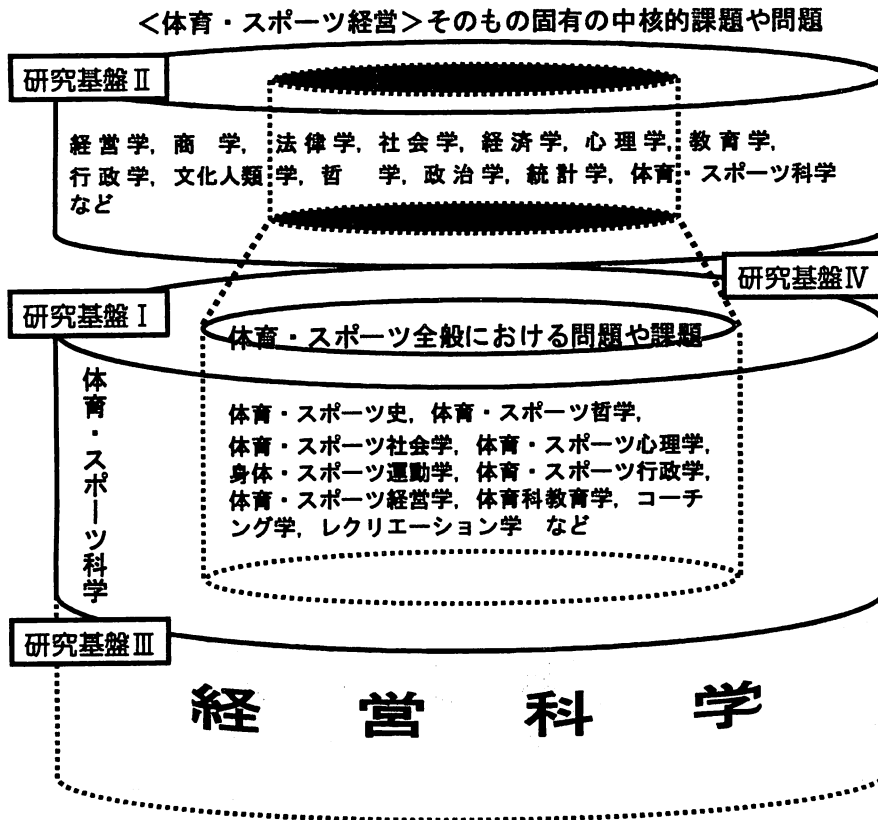 ＜体育・スポーツ経営＞そのもの固有の中核的課題や問題
研究基盤Ⅱ
経営学，商　学，法律学，社会学，経済学，心理学，教育学，
行政学，文化人類学，哲　学，政治学，統計学，体育・スポーツ科学
など
研究基盤Ⅳ
研究基盤Ⅰ
体育・スポーツ全般における問題や課題
体育・スポーツ科学
体育・スポーツ史，体育・スポーツ哲学，
体育・スポーツ社会学，体育・スポーツ心理学，
身体・スポーツ運動学，体育・スポーツ行政学，
体育・スポーツ経営学，体育科教育学，コーチ
ング学，レクリエーション学　など
研究基盤Ⅲ
経営科学